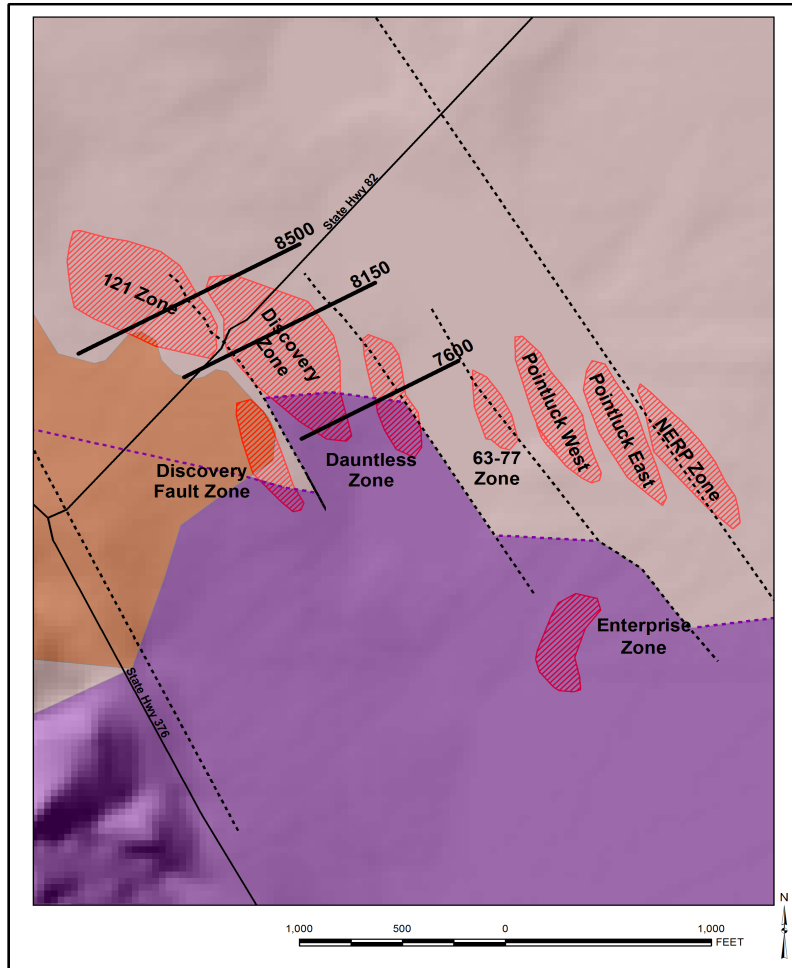 State Hwy 82
8500
8150
121 Zone
Discovery
Zone
7600
Pointluck West
Pointluck East
NERP Zone
Discovery
Fault Zone
Dauntless
Zone
63-77
Zone
Enterprise
Zone
State Hwy 376
N
1,000
500
0
1,000
FEET